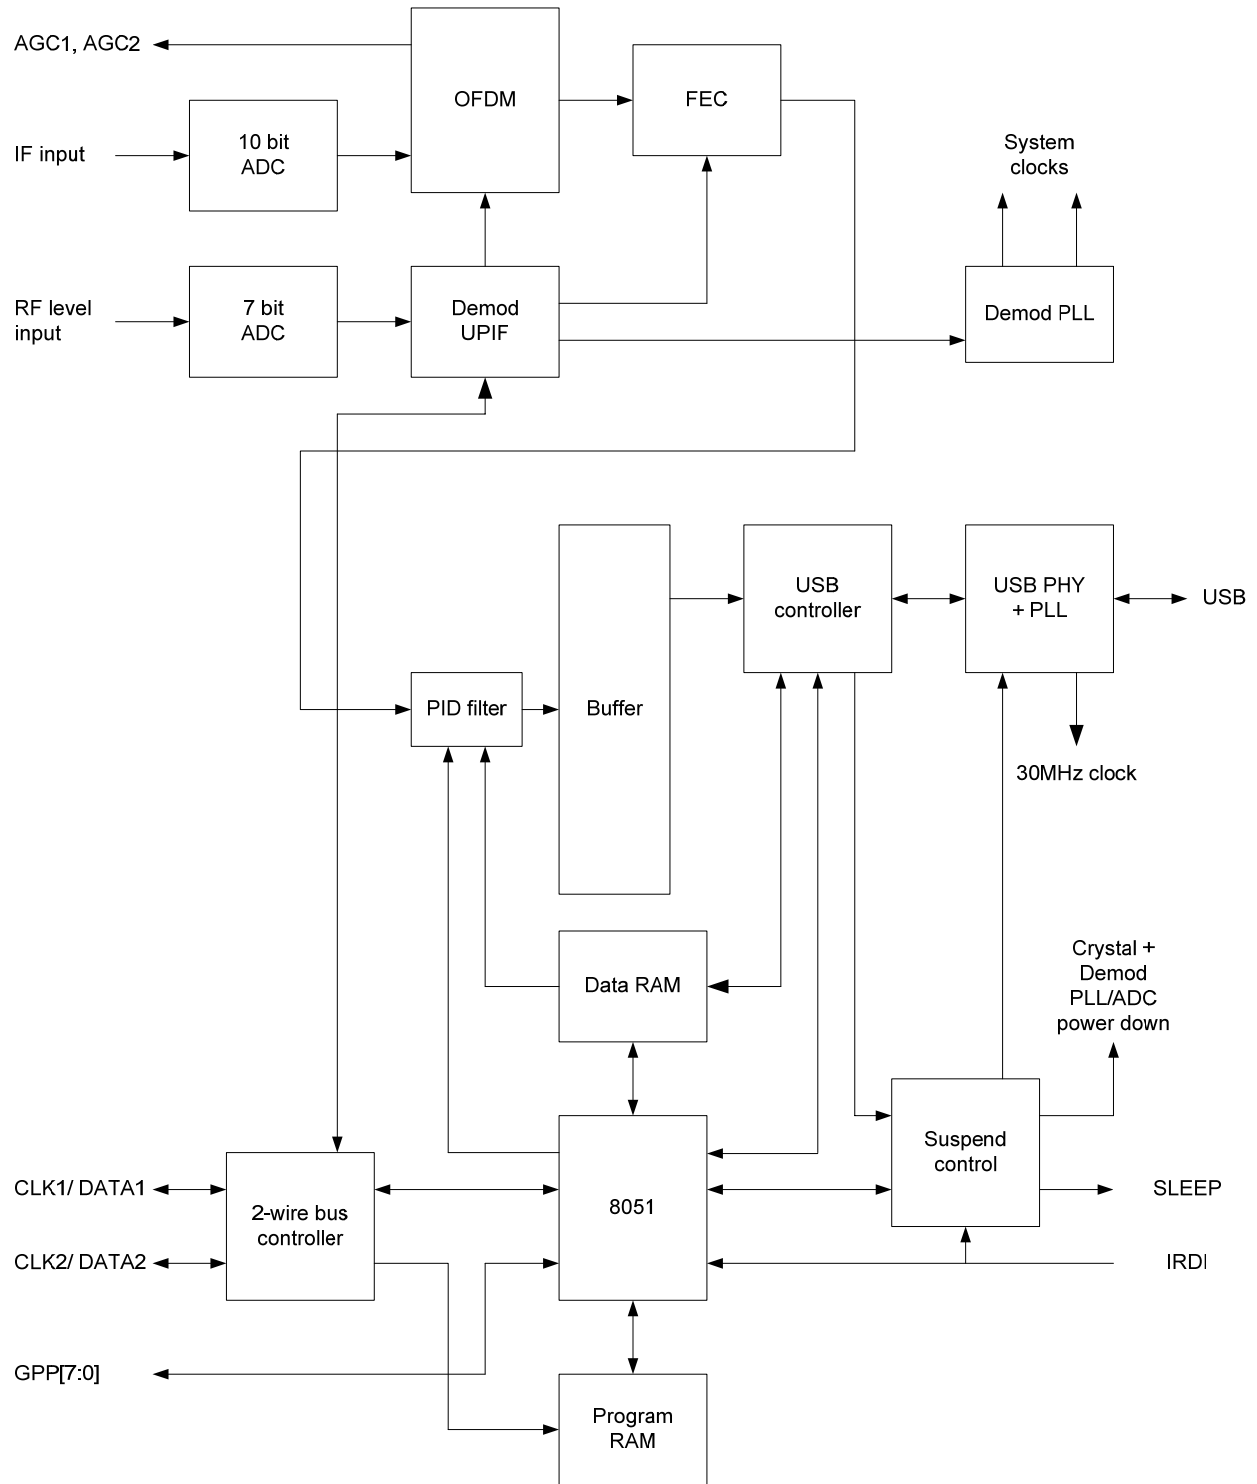 AGC1, AGC2
OFDM
FEC
10 bit
ADC
IF input
System
clocks
RF level
input
7 bit
ADC
Demod
UPIF
Demod PLL
USB
controller
USB PHY
+ PLL
USB
PID filter
Buffer
30MHz clock
Data RAM
Crystal +
Demod
PLL/ADC
power down
Suspend
control
CLK1/ DATA1
2-wire bus
controller
8051
SLEEP
CLK2/ DATA2
IRDI
GPP[7:0]
Program
RAM